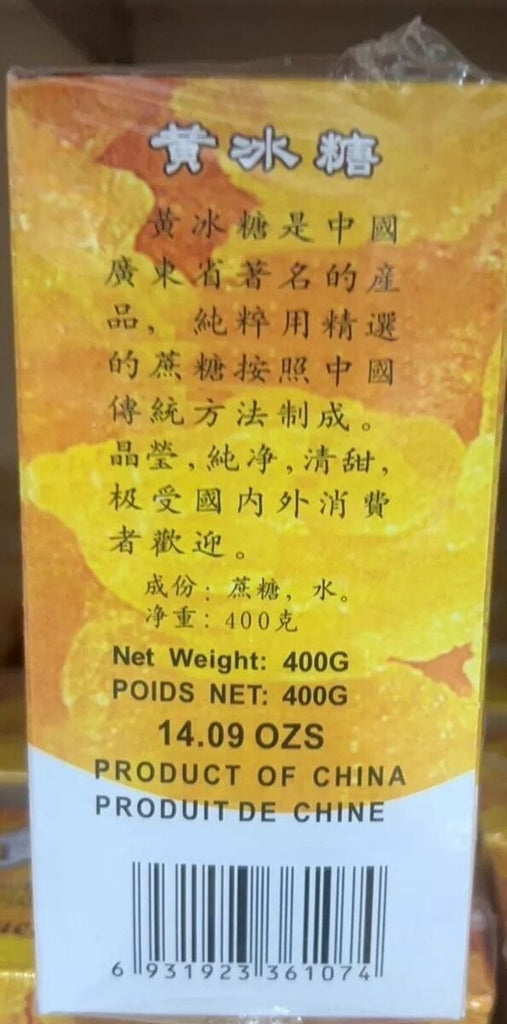 黄冰糖
黄冰糖是中國
廣東省著名的産
品，純粹用精選
的蔗糖按照中國
傳統方法制成。
晶瑩，純净，清甜，
极受國内外消費
者歡迎。
成份：蔗糖，水。
净重：400克
Net Weight: 400G
POIDS NET: 400G
14.09 OZS
PRODUCT OF CHINA
PRODUIT DE CHINE
6 931923 361074